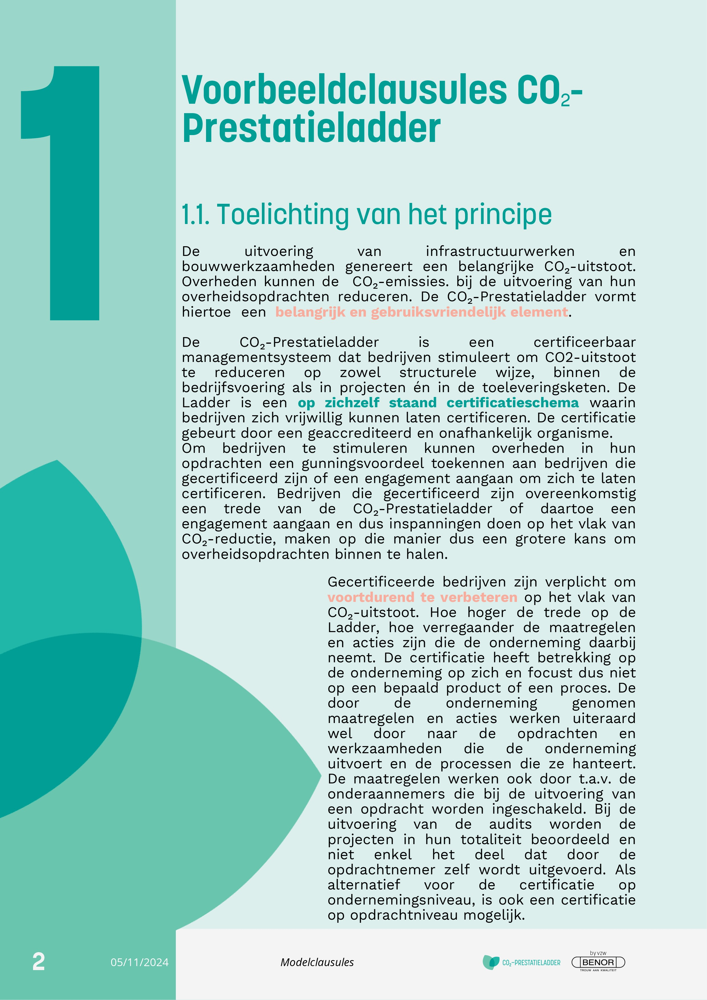 1
Voorbeeldclausules CO₂-
Prestatieladder
1.1. Toelichting van het principe
De uitvoering van infrastructuurwerken en
bouwwerkzaamheden genereert een belangrijke CO₂-uitstoot.
Overheden kunnen de CO₂-emissies. bij de uitvoering van hun
overheidsopdrachten reduceren. De CO₂-Prestatieladder vormt
hiertoe een belangrijk en gebruiksvriendelijk element.
De CO₂-Prestatieladder is een certificeerbaar
managementsysteem dat bedrijven stimuleert om CO2-uitstoot
te reduceren op zowel structurele wijze, binnen de
bedrijfsvoering als in projecten én in de toeleveringsketen. De
Ladder is een op zichzelf staand certificatieschema waarin
bedrijven zich vrijwillig kunnen laten certificeren. De certificatie
gebeurt door een geaccrediteerd en onafhankelijk organisme.
Om bedrijven te stimuleren kunnen overheden in hun
opdrachten een gunningsvoordeel toekennen aan bedrijven die
gecertificeerd zijn of een engagement aangaan om zich te laten
certificeren. Bedrijven die gecertificeerd zijn overeenkomstig
een trede van de CO₂-Prestatieladder of daartoe een
engagement aangaan en dus inspanningen doen op het vlak van
CO₂-reductie, maken op die manier dus een grotere kans om
overheidsopdrachten binnen te halen.
Gecertificeerde bedrijven zijn verplicht om
voortdurend te verbeteren op het vlak van
CO₂-uitstoot. Hoe hoger de trede op de
Ladder, hoe verregaander de maatregelen
en acties zijn die de onderneming daarbij
neemt. De certificatie heeft betrekking op
de onderneming op zich en focust dus niet
op een bepaald product of een proces. De
door de onderneming genomen
maatregelen en acties werken uiteraard
wel door naar de opdrachten en
werkzaamheden die de onderneming
uitvoert en de processen die ze hanteert.
De maatregelen werken ook door t.a.v. de
onderaannemers die bij de uitvoering van
een opdracht worden ingeschakeld. Bij de
uitvoering van de audits worden de
projecten in hun totaliteit beoordeeld en
niet enkel het deel dat door de
opdrachtnemer zelf wordt uitgevoerd. Als
alternatief voor de certificatie op
ondernemingsniveau, is ook een certificatie
op opdrachtniveau mogelijk.
2
05/11/2024
Modelclausules
CO₂-PRESTATIELADDER
by vzw
BENOR
TROUW AAN KWALITEIT